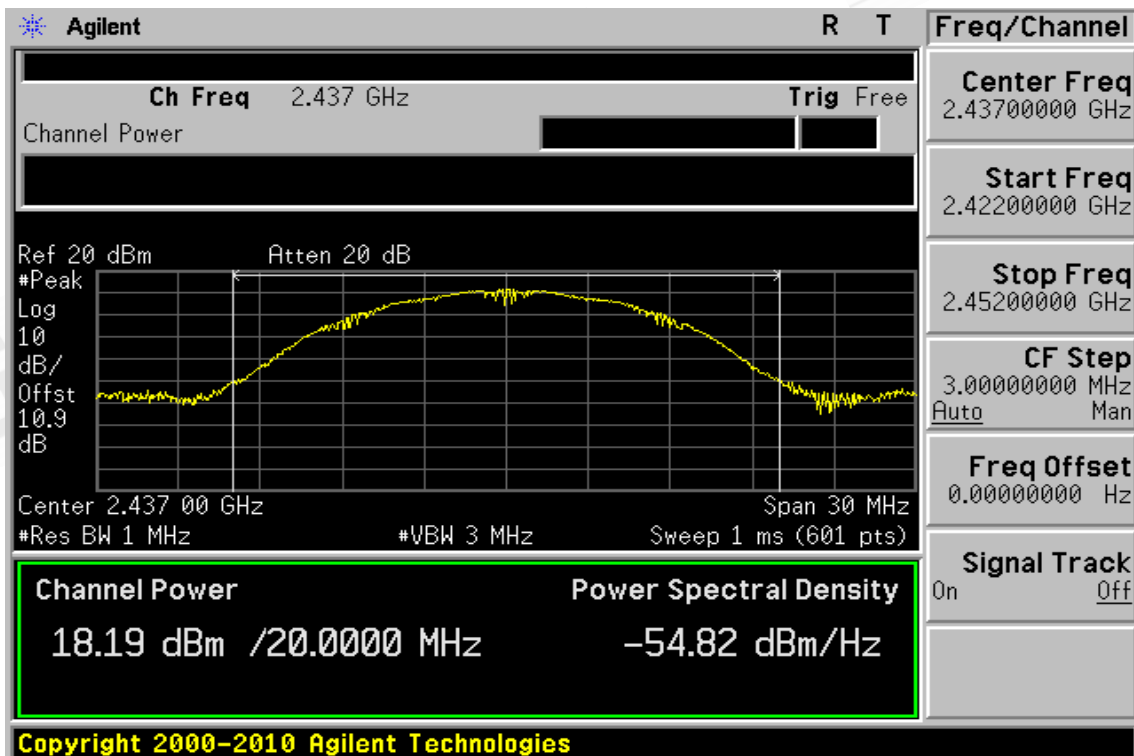 Agilent
R T
Freq/Channel
Ch Freq 2.437 GHz
Trig Free
Channel Power
Ref 20 dBm
Atten 20 dB
#Peak
Log
10
dB/
Offst
10.9
dB
Center 2.437 00 GHz
Span 30 MHz
#Res BW 1 MHz
#VBW 3 MHz
Sweep 1 ms (601 pts)
Channel Power
Power Spectral Density
18.19 dBm /20.0000 MHz
-54.82 dBm/Hz
Copyright 2000-2010 Agilent Technologies
Center Freq
2.43700000 GHz
Start Freq
2.42200000 GHz
Stop Freq
2.45200000 GHz
CF Step
3.00000000 MHz
Auto Man
Freq Offset
0.00000000 Hz
Signal Track
On Off